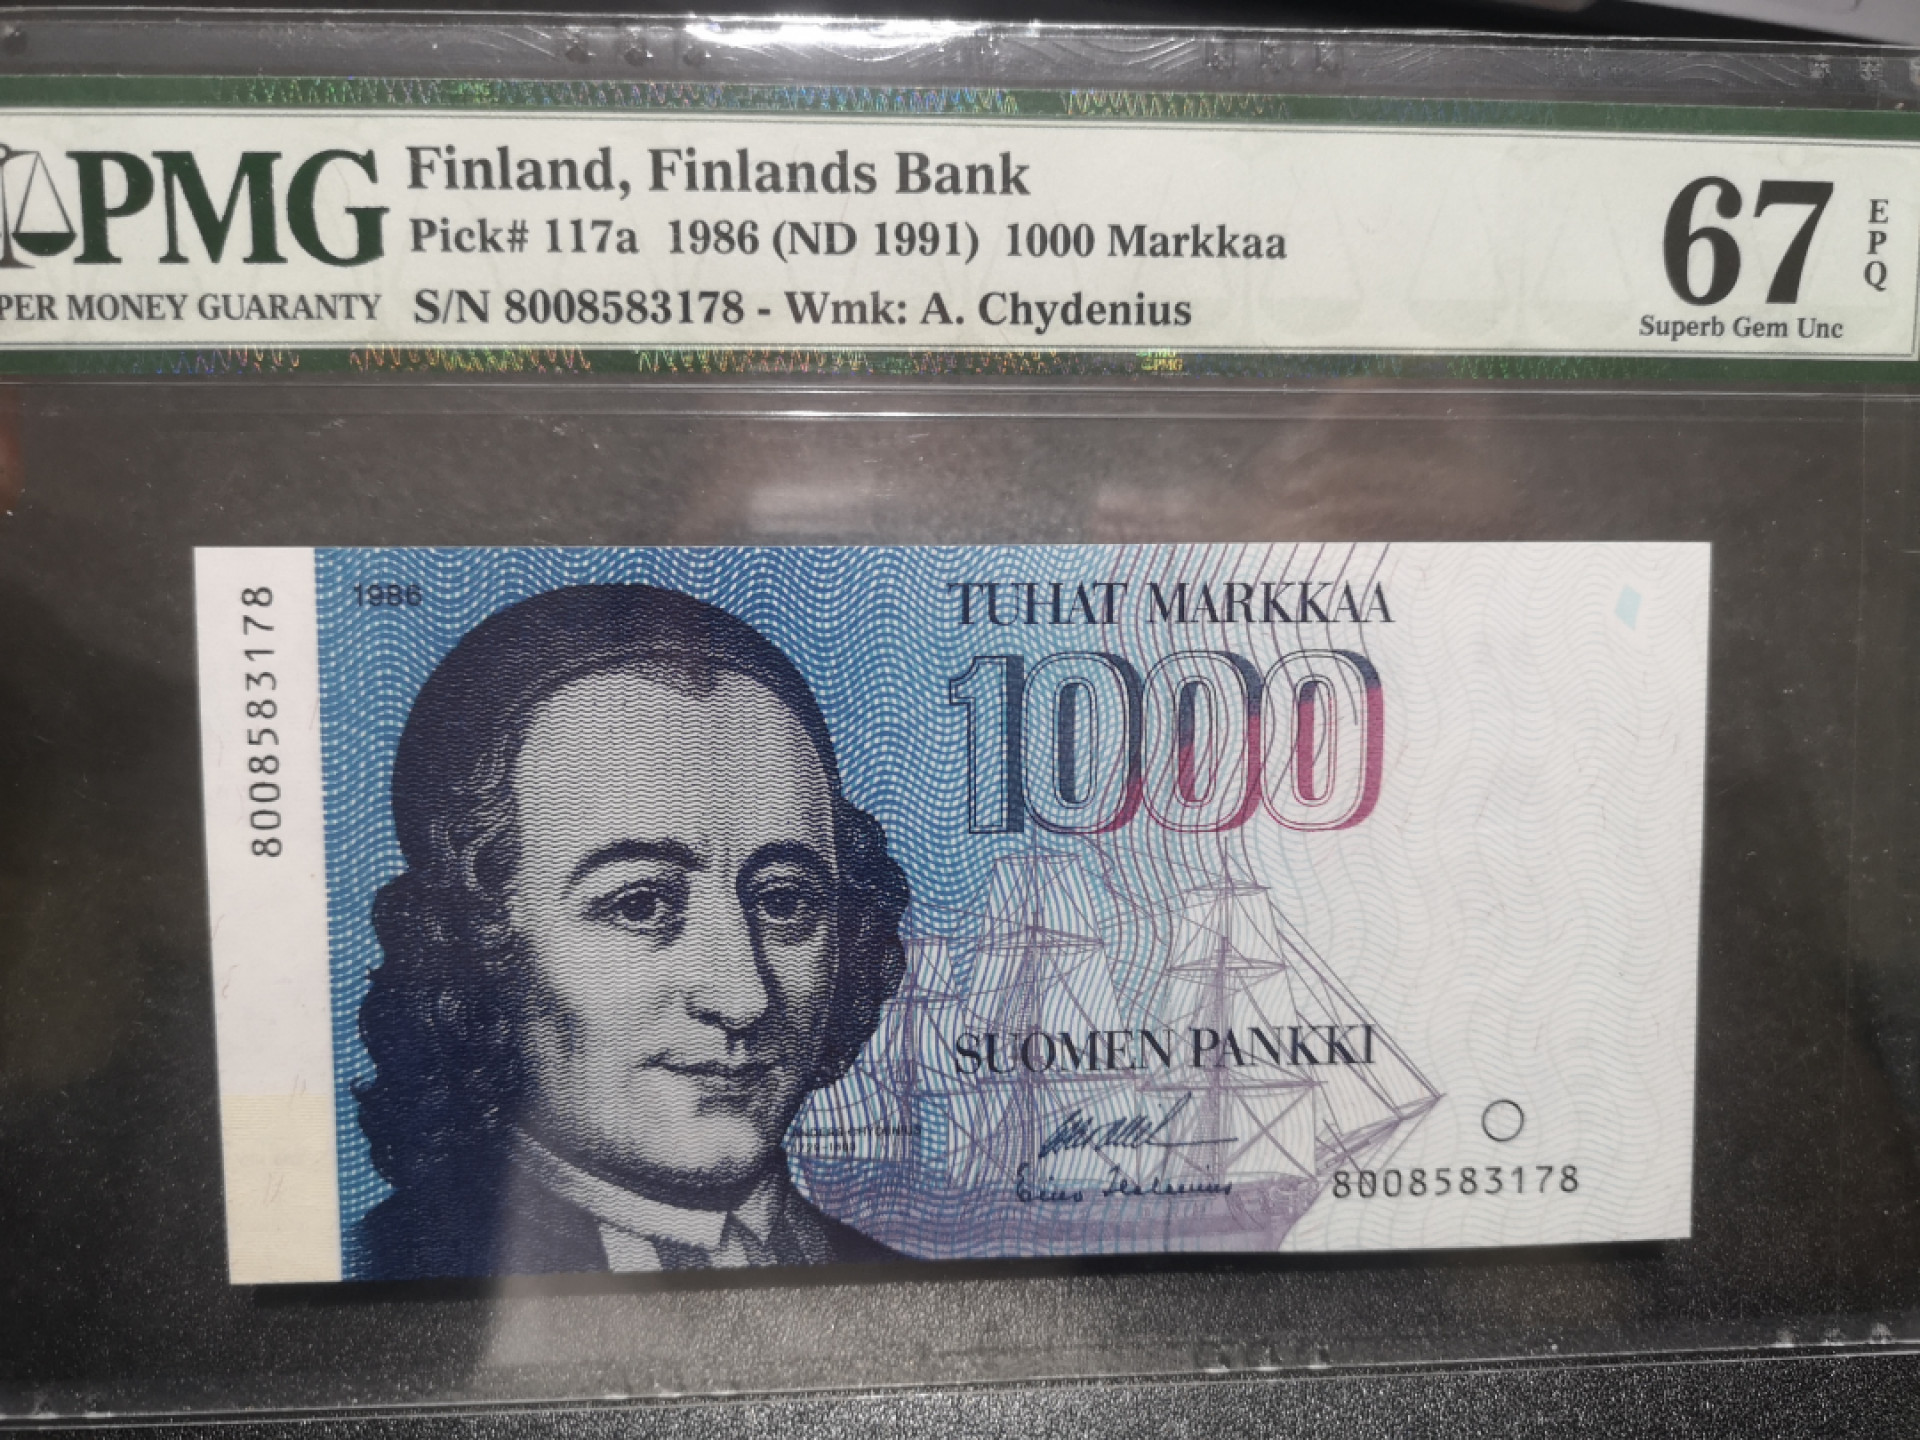 PMG
PER MONEY GUARANTY
Finland, Finlands Bank
Pick# 117a 1986 (ND 1991) 1000 Markkaa
S/N 8008583178 - Wmk: A. Chydenius
67
EPQ
Superb Gem Unc
PMG
8008583178
1986
TUHAT MARKKAA
1000
SUOMEN PANKKI
8008583178